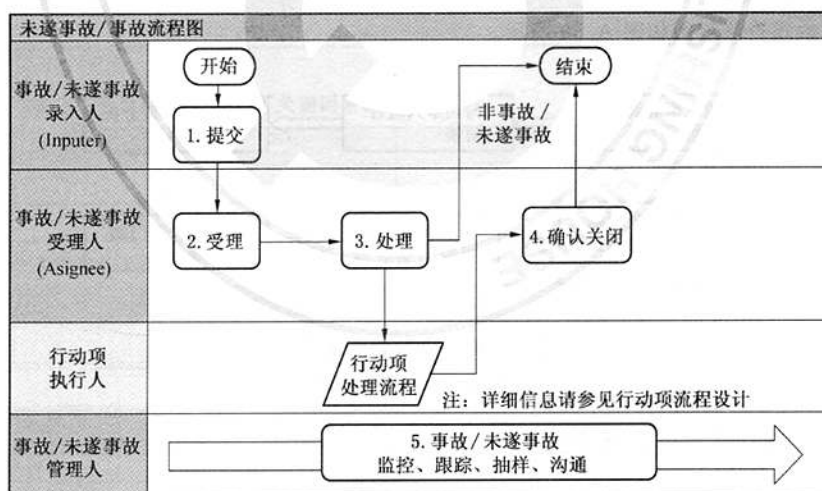 未遂事故/事故流程图
事故/未遂事故
录入人
(Inputer)
开始
结束
1.提交
非事故/
未遂事故
事故/未遂事故
受理人
(Asignee)
2.受理
3.处理
4.确认关闭
行动项
执行人
行动项
处理流程
注：详细信息请参见行动项流程设计
事故/未遂事故
管理人
5.事故/未遂事故
监控、跟踪、抽样、沟通